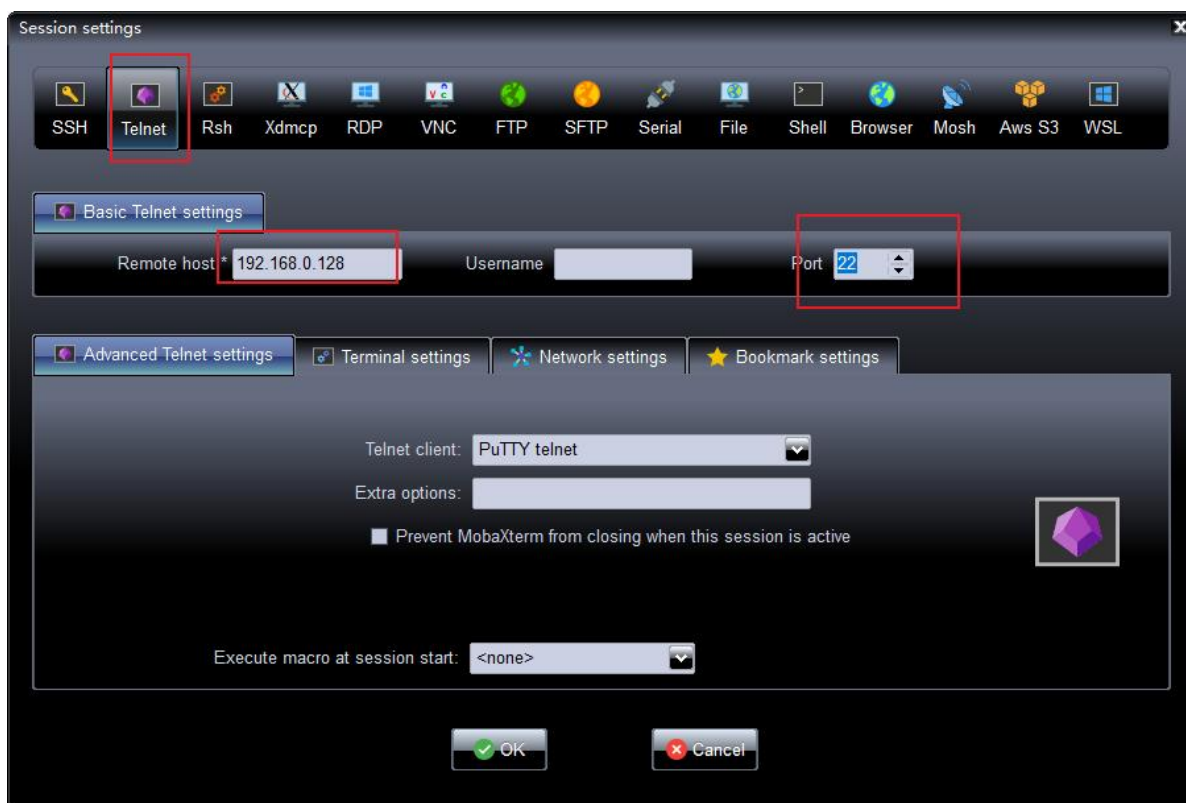 Session settings
SSH Telnet Rsh Xdmcp RDP VNC FTP SFTP Serial File Shell Browser Mosh Aws S3 WSL
Basic Telnet settings
Remote host * 192.168.0.128 Username Port 22
Advanced Telnet settings Terminal settings Network settings Bookmark settings
Telnet client: PuTTY telnet
Extra options:
Prevent MobaXterm from closing when this session is active
Execute macro at session start: <none>
OK Cancel